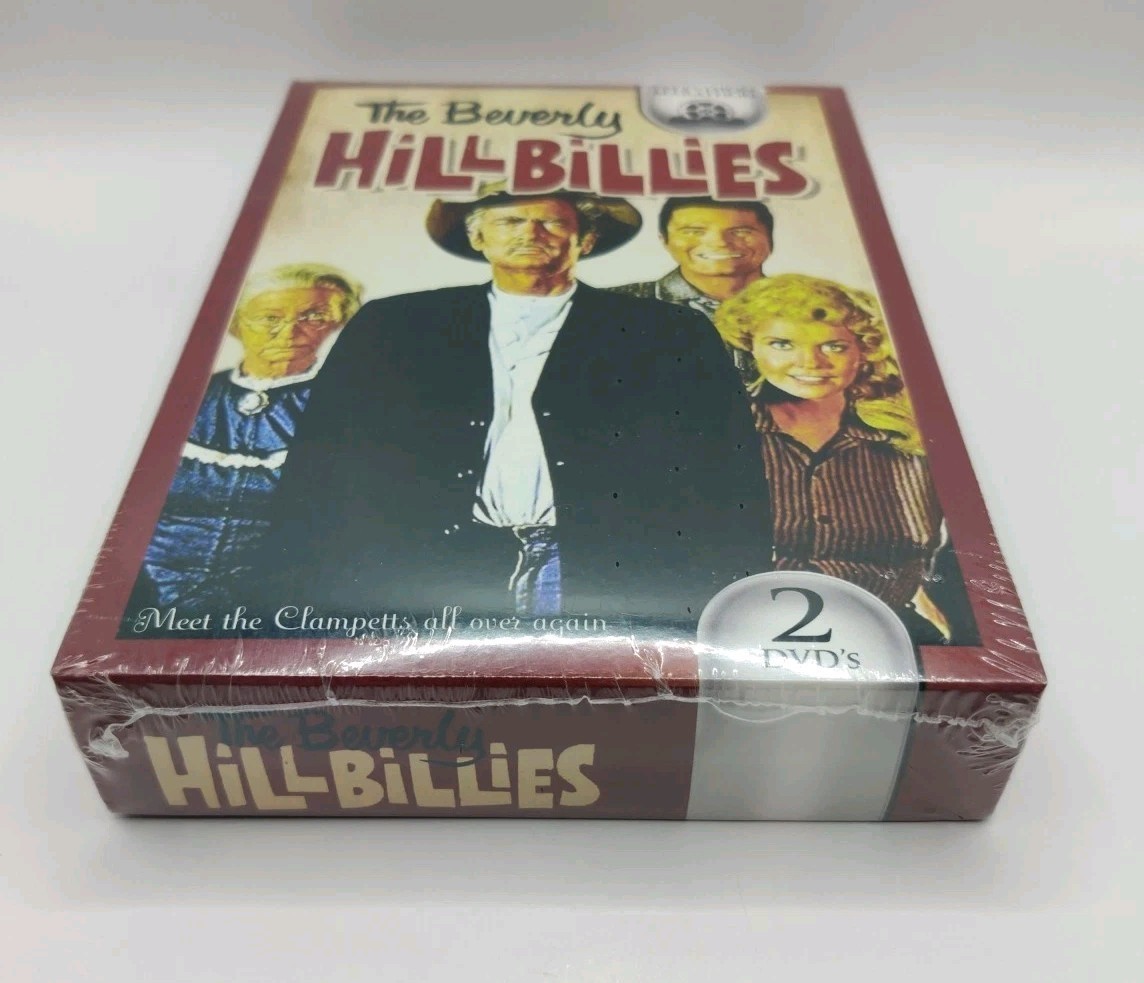 The Beverly
HiLLBiLLiES
Meet the Clampetts all over again
2
DVD's
The Beverly
HiLLBiLLiES